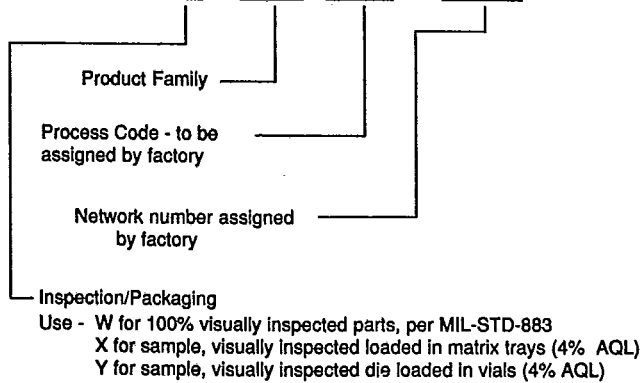 Product Family
Process Code - to be
assigned by factory
Network number assigned
by factory
Inspection/Packaging
Use - W for 100% visually inspected parts, per MIL-STD-883
X for sample, visually inspected loaded in matrix trays (4% AQL)
Y for sample, visually inspected die loaded in vials (4% AQL)